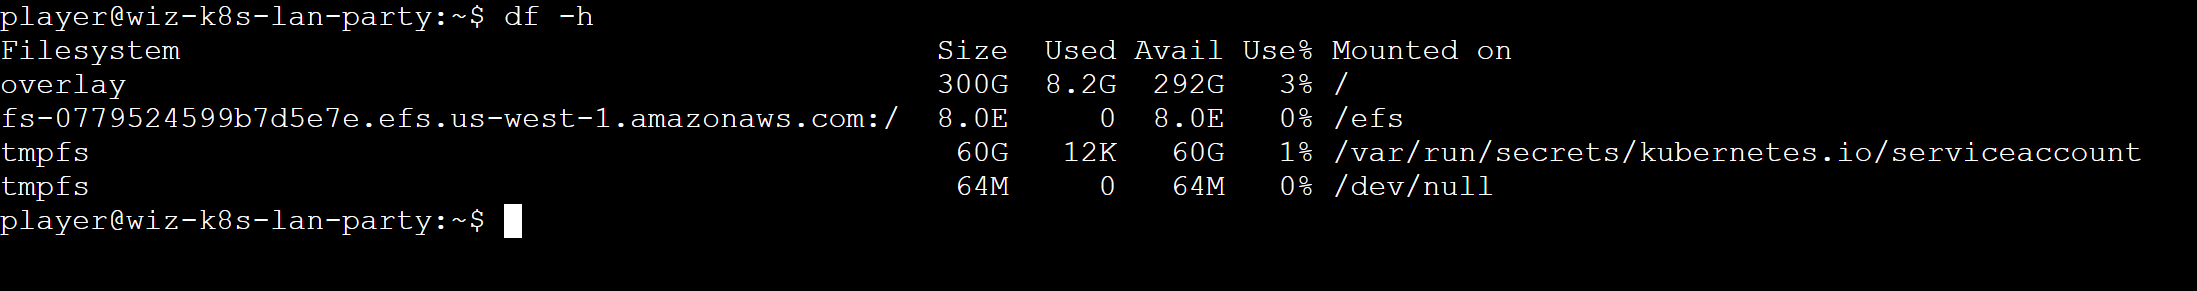 player@wiz-k8s-lan-party:~$ df -h
Filesystem                                          Size  Used Avail Use% Mounted on
overlay                                             300G  8.2G  292G   3% /
fs-0779524599b7d5e7e.efs.us-west-1.amazonaws.com:/  8.0E     0  8.0E   0% /efs
tmpfs                                                60G   12K   60G   1% /var/run/secrets/kubernetes.io/serviceaccount
tmpfs                                                64M     0   64M   0% /dev/null
player@wiz-k8s-lan-party:~$